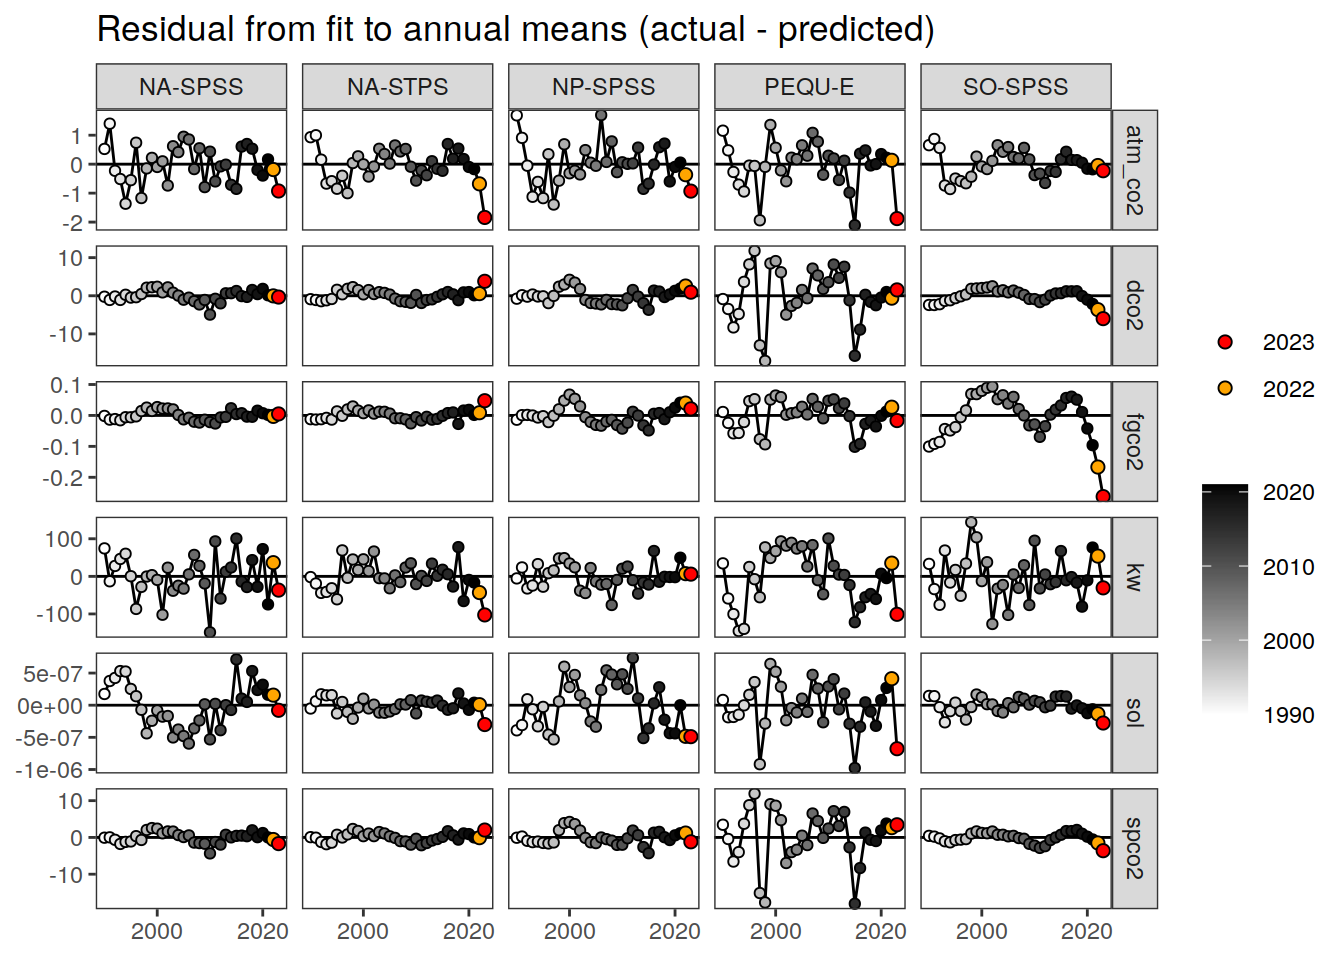 Residual from fit to annual means (actual - predicted)
NA-SPSS NA-STPS NP-SPSS PEQU-E SO-SPSS
1
0
-1
-2
atm_co2
10
0
-10
dco2
0.1
0.0
-0.1
-0.2
fgco2
100
0
-100
kw
5e-07
0e+00
-5e-07
-1e-06
sol
10
0
-10
spco2
2000 2020 2000 2020 2000 2020 2000 2020 2000 2020
2023
2022
2020
2010
2000
1990